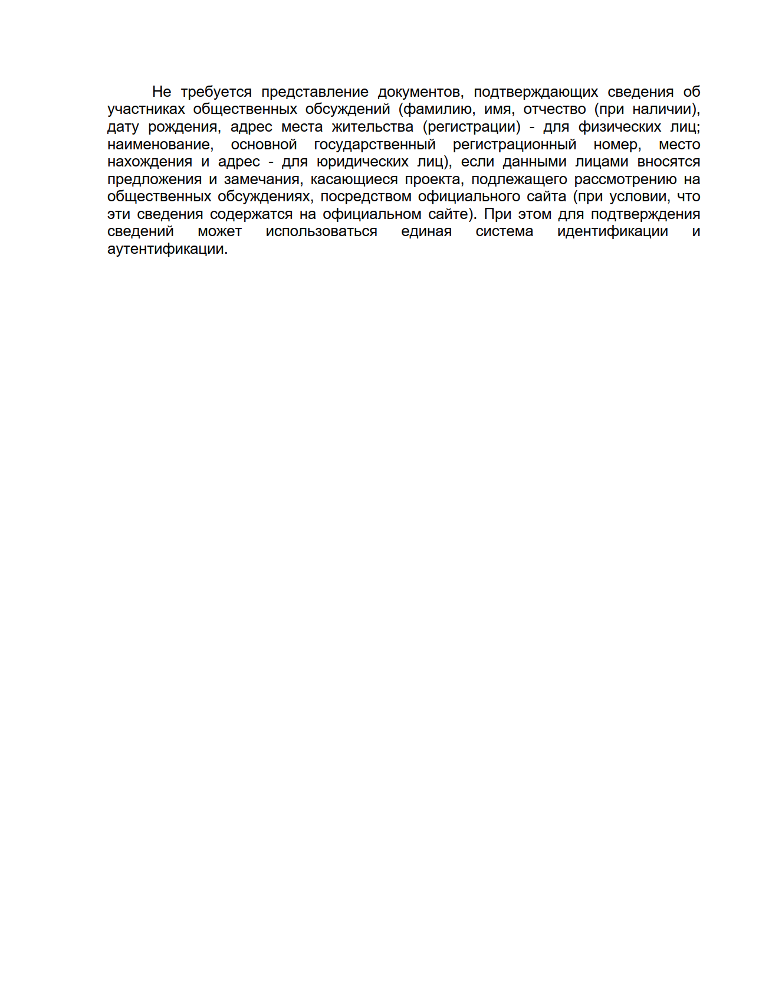 Не требуется представление документов, подтверждающих сведения об
участниках общественных обсуждений (фамилию, имя, отчество (при наличии),
дату рождения, адрес места жительства (регистрации) - для физических лиц;
наименование, основной государственный регистрационный номер, место
нахождения и адрес - для юридических лиц), если данными лицами вносятся
предложения и замечания, касающиеся проекта, подлежащего рассмотрению на
общественных обсуждениях, посредством официального сайта (при условии, что
эти сведения содержатся на официальном сайте). При этом для подтверждения
сведений может использоваться единая система идентификации и
аутентификации.